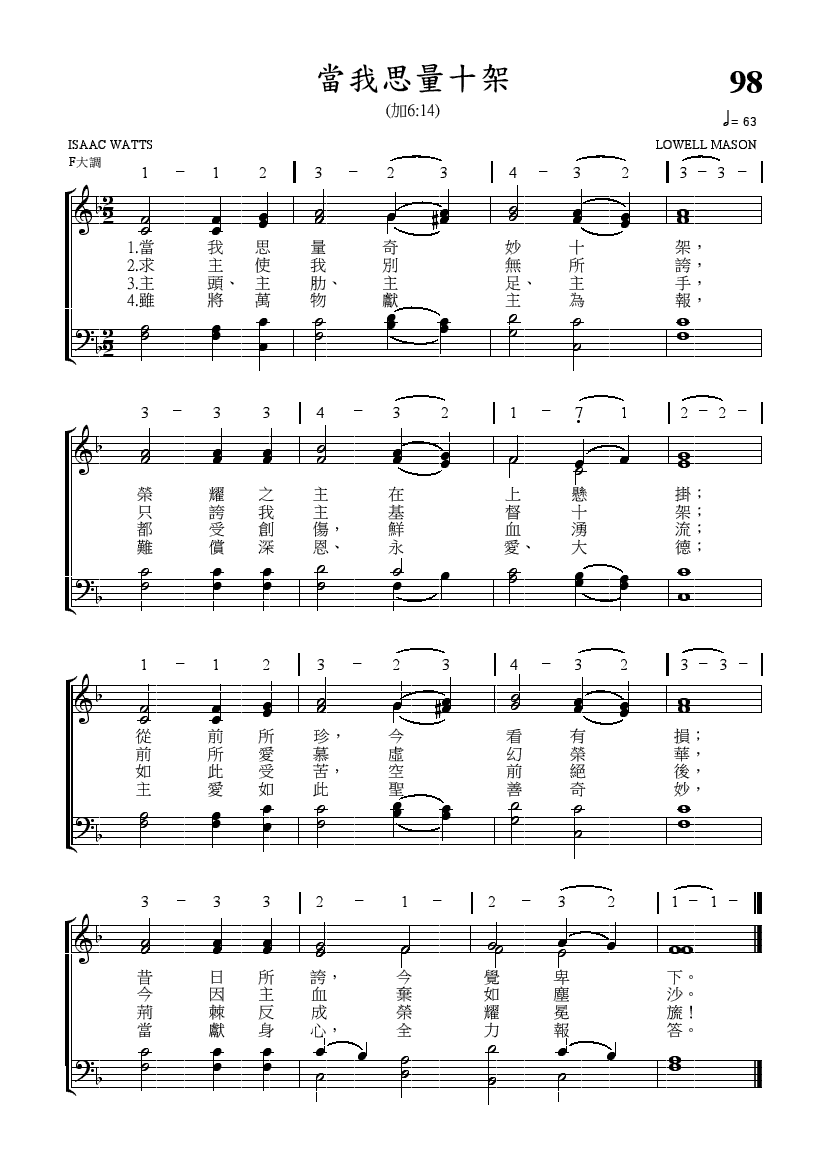 當我思量十架
98
(加6:14)
= 63
ISAAC WATTS
LOWELL MASON
F大調
1 – 1 2 | 3 – 2 3 | 4 – 3 2 | 3 – 3 – |
1.當 我 思 量 奇 妙 十 架，
2.求 主 使 我 別 無 所 誇，
3.主 頭、主 肋、主 足、主 手，
4.雖 將 萬 物 獻 主 為 報，
3 – 3 3 | 4 – 3 2 | 1 – 7̣ 1 | 2 – 2 – |
榮 耀 之 主 在 上 懸 掛；
只 誇 我 主 基 督 十 架；
都 受 創 傷，鮮 血 湧 流；
難 償 深 恩、永 愛、大 德；
1 – 1 2 | 3 – 2 3 | 4 – 3 2 | 3 – 3 – |
從 前 所 珍，今 看 有 損；
前 所 愛 慕 虛 幻 榮 華，
如 此 受 苦，空 前 絕 後，
主 愛 如 此 聖 善 奇 妙，
3 – 3 3 | 2 – 1 – | 2 – 3 2 | 1 – 1 –
昔 日 所 誇，今 覺 卑 下。
今 因 主 血 棄 如 塵 沙。
荊 棘 反 成 榮 耀 冕 旒！
當 獻 身 心，全 力 報 答。